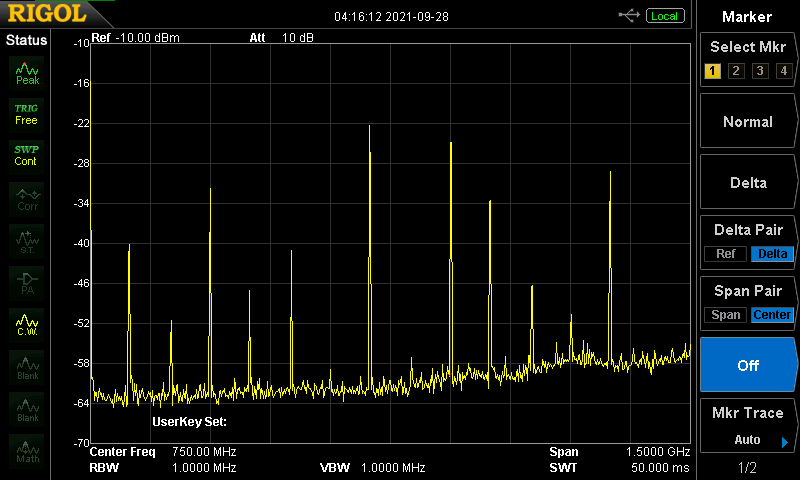 RIGOL
04:16:12 2021-09-28
Local
Status
Ref -10.00 dBm
Att 10 dB
Peak
TRIG
Free
SWP
Cont
Corr
S.T.
PA
C.W.
Blank
Blank
Math
-10
-16
-22
-28
-34
-40
-46
-52
-58
-64
-70
UserKey Set:
Center Freq 750.00 MHz
Span 1.5000 GHz
RBW 1.0000 MHz
VBW 1.0000 MHz
SWT 50.000 ms
Marker
Select Mkr
1 2 3 4
Normal
Delta
Delta Pair
Ref Delta
Span Pair
Span Center
Off
Mkr Trace
Auto
1/2